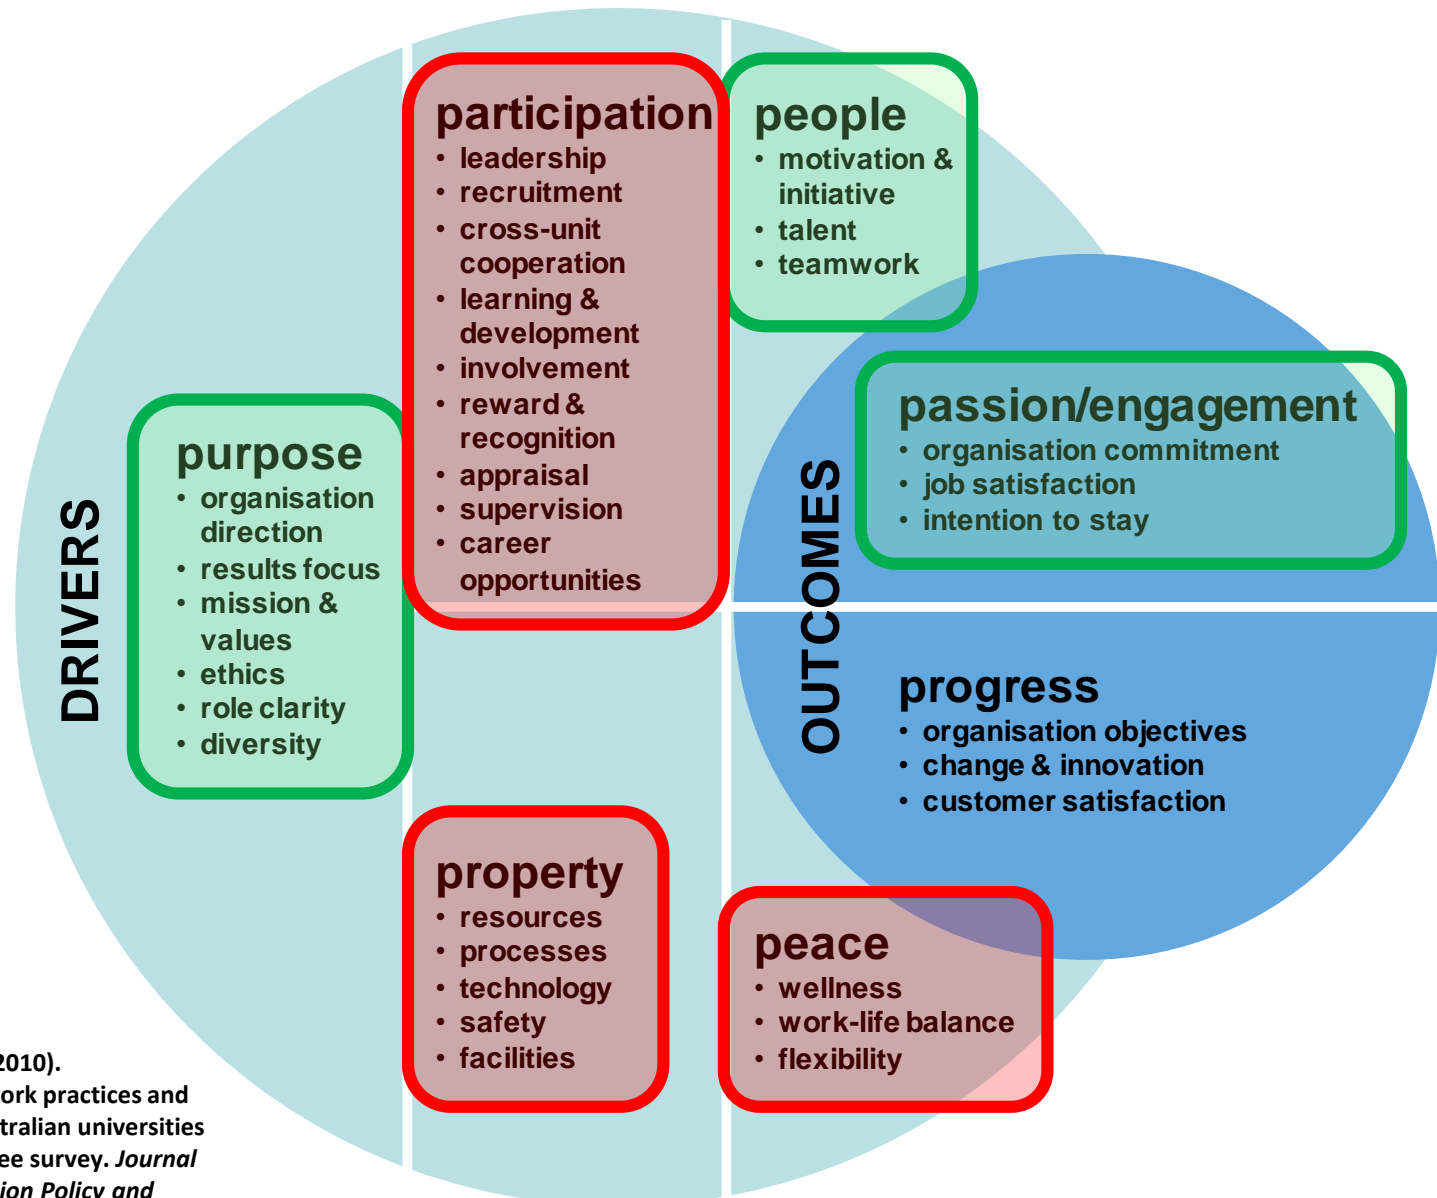 DRIVERS
purpose
• organisation
direction
• results focus
• mission &
values
• ethics
• role clarity
• diversity
participation
• leadership
• recruitment
• cross-unit
cooperation
• learning &
development
• involvement
• reward &
recognition
• appraisal
• supervision
• career
opportunities
people
• motivation &
initiative
• talent
• teamwork
property
• resources
• processes
• technology
• safety
• facilities
peace
• wellness
• work-life balance
• flexibility
OUTCOMES
passion/engagement
• organisation commitment
• job satisfaction
• intention to stay
progress
• organisation objectives
• change & innovation
• customer satisfaction
2010).
ork practices and
tralian universities
ee survey. Journal
ion Policy and